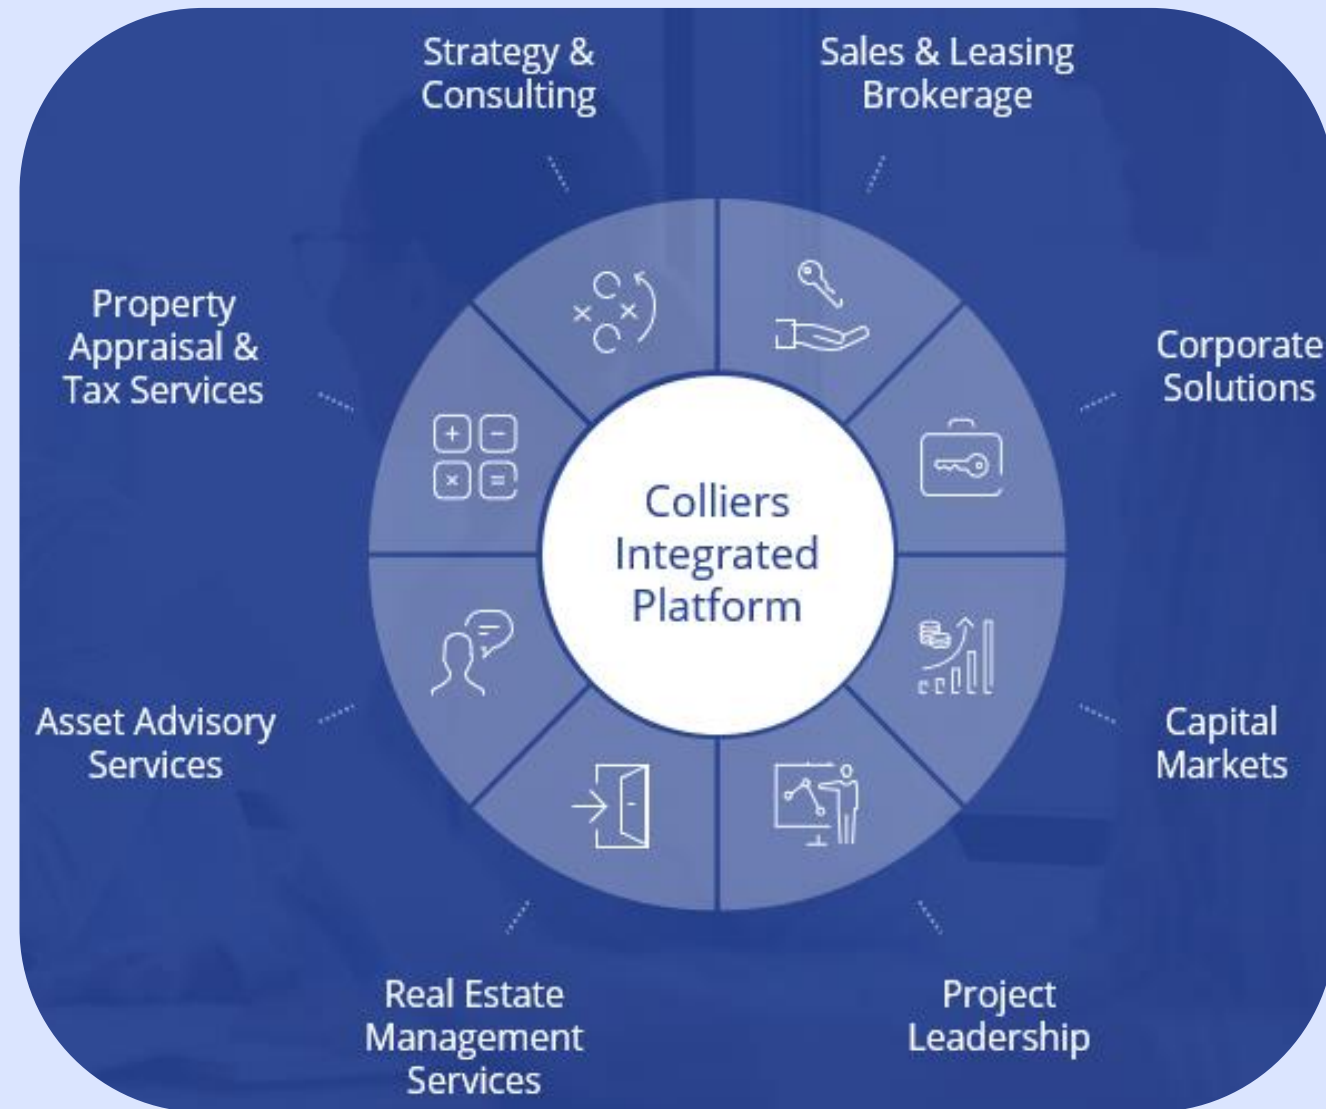 Strategy &
Consulting
Sales & Leasing
Brokerage
Property
Appraisal &
Tax Services
Corporate
Solutions
Colliers
Integrated
Platform
Asset Advisory
Services
Capital
Markets
Real Estate
Management
Services
Project
Leadership